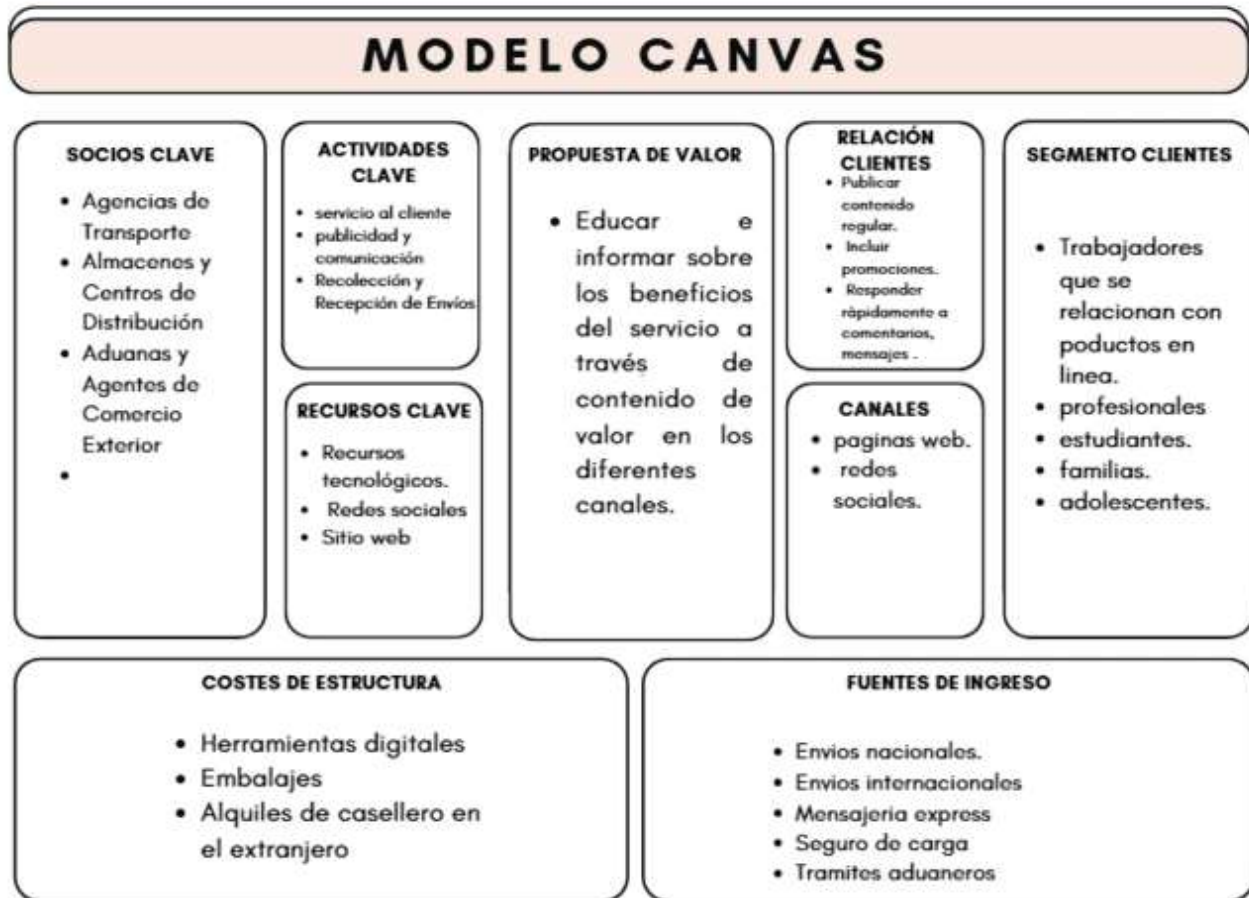 MODELO CANVAS
SOCIOS CLAVE
• Agencias de
Transporte
• Almacenes y
Centros de
Distribución
• Aduanas y
Agentes de
Comercio
Exterior
•
ACTIVIDADES
CLAVE
• servicio al cliente
• publicidad y
comunicación
• Recolección y
Recepción de Envíos
RECURSOS CLAVE
• Recursos
tecnológicos.
• Redes sociales
• Sitio web
PROPUESTA DE VALOR
• Educar e
informar sobre
los beneficios
del servicio a
través de
contenido de
valor en los
diferentes
canales.
RELACIÓN
CLIENTES
• Publicar
contenido
regular.
• Incluir
promociones.
• Responder
ràpidamente a
comentarios,
mensajes .
CANALES
• paginas web.
• redes
sociales.
SEGMENTO CLIENTES
• Trabajadores
que se
relacionan con
poductos en
linea.
• profesionales
• estudiantes.
• familias.
• adolescentes.
COSTES DE ESTRUCTURA
• Herramientas digitales
• Embalajes
• Alquiles de casellero en
el extranjero
FUENTES DE INGRESO
• Envios nacionales.
• Envios internacionales
• Mensajeria express
• Seguro de carga
• Tramites aduaneros